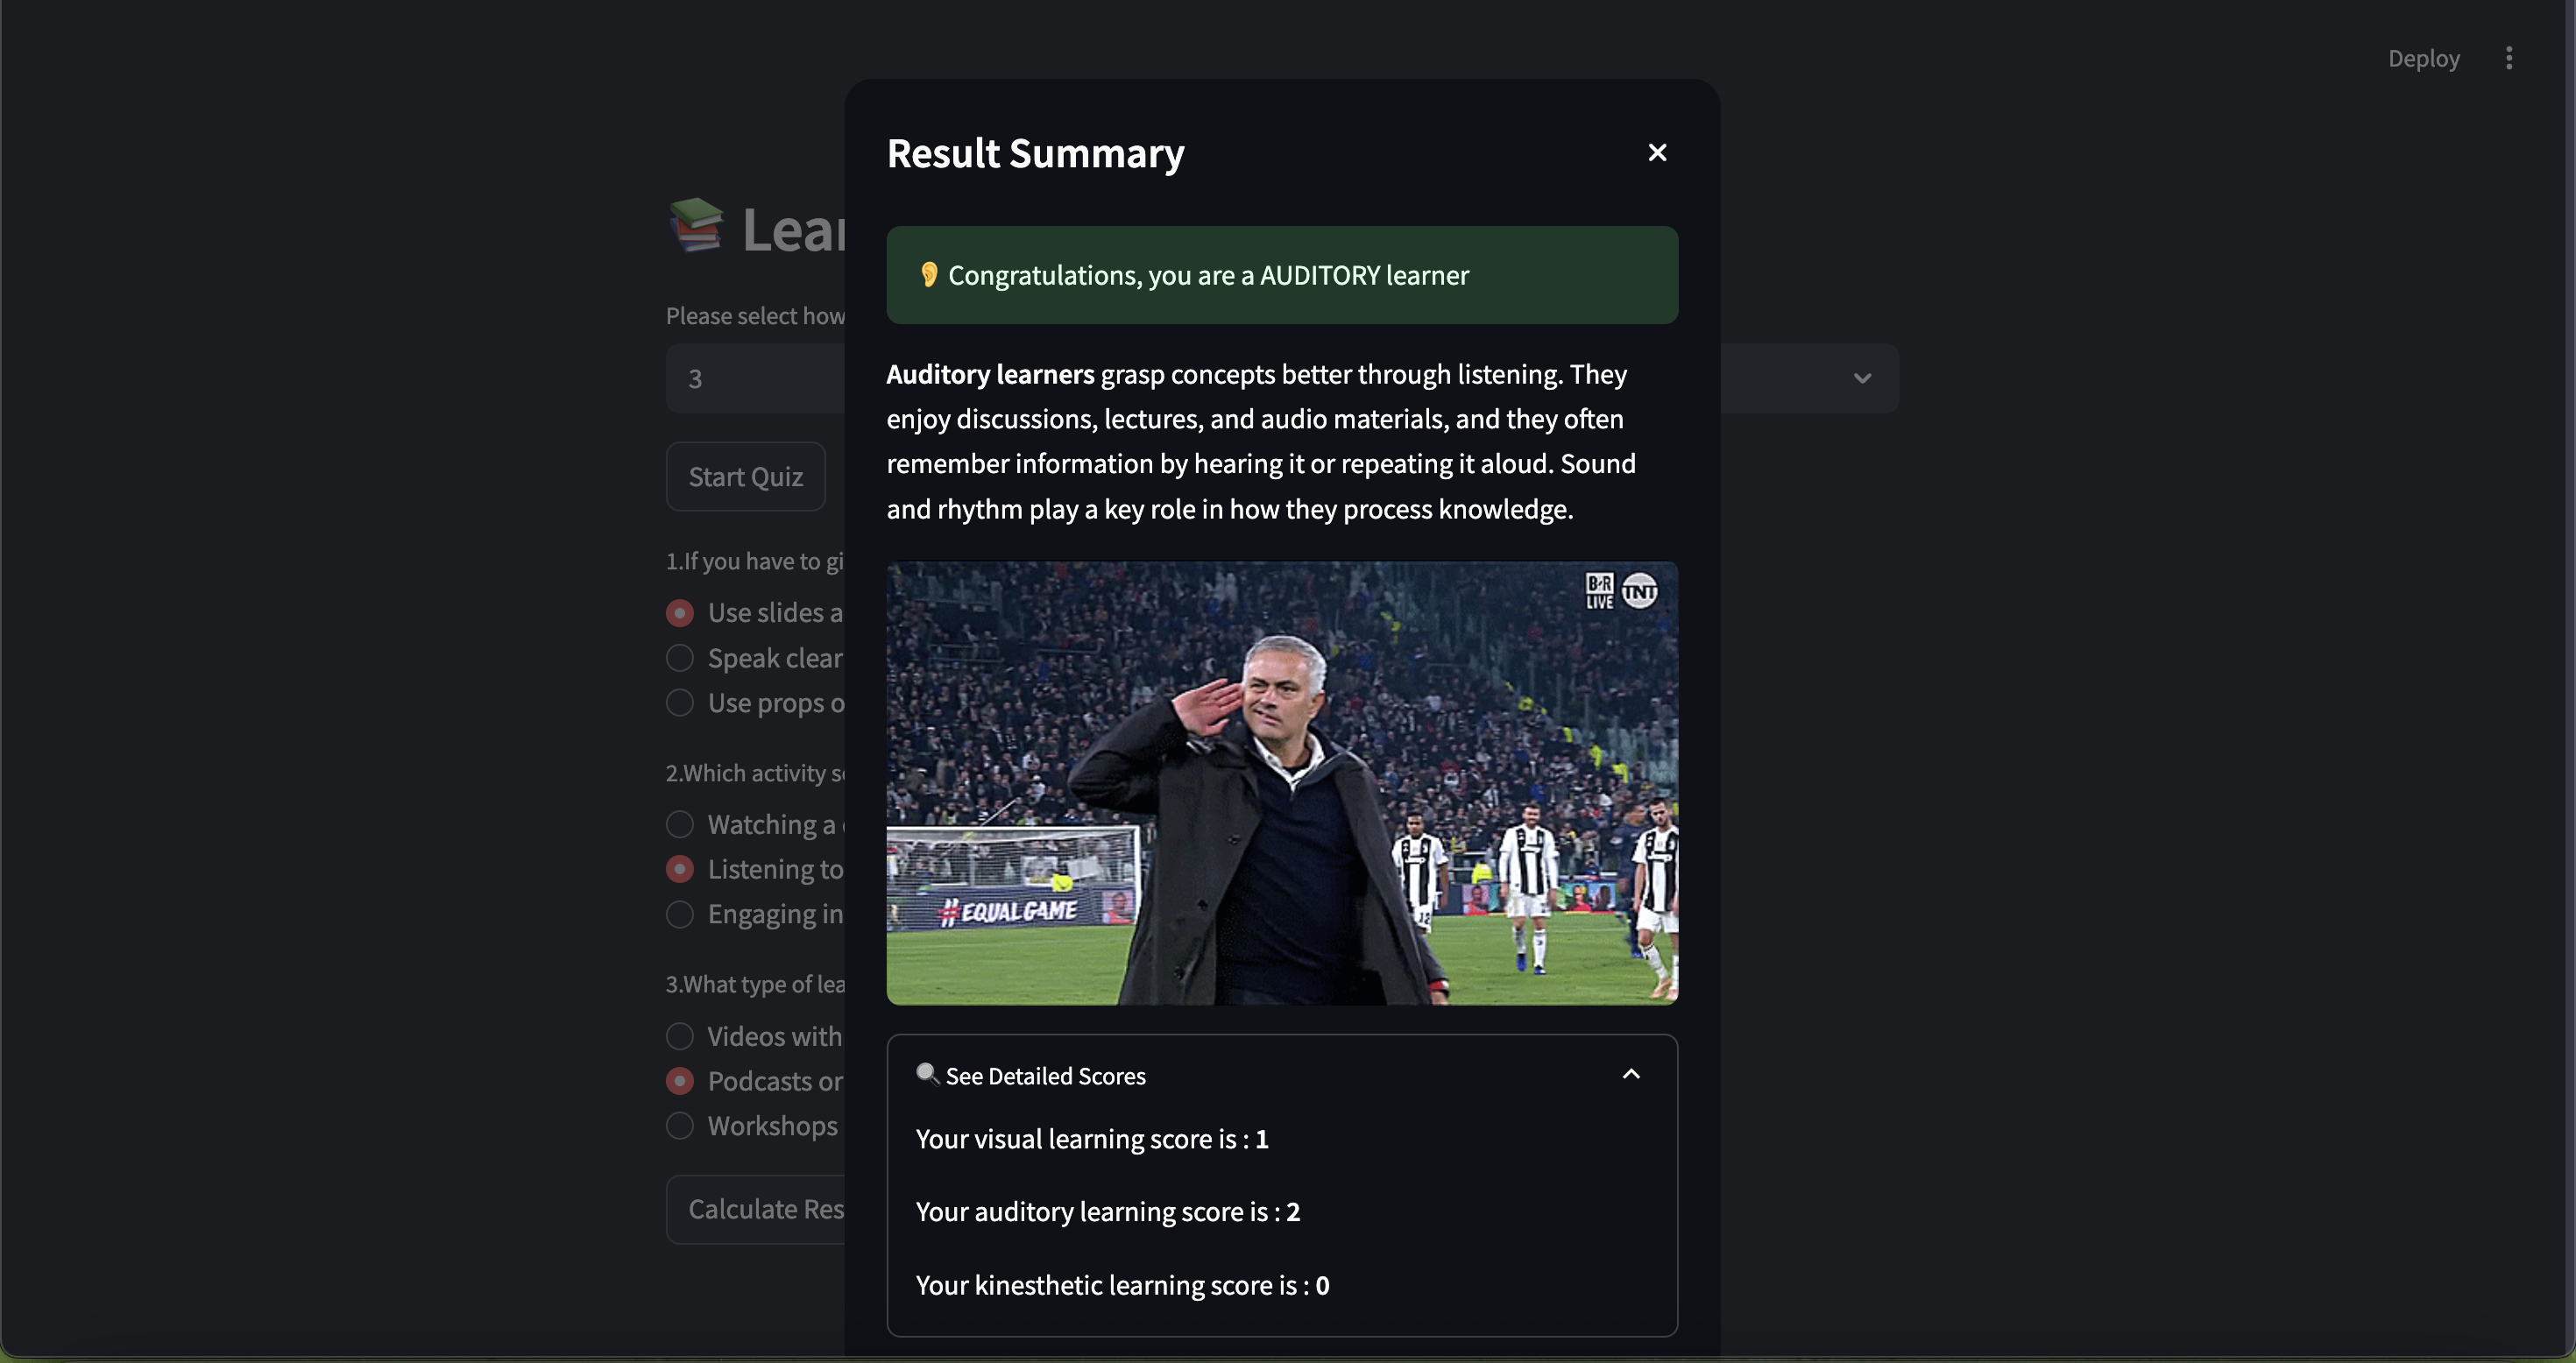 Deploy
Result Summary
Lear
👂 Congratulations, you are a AUDITORY learner
Please select how
3
Auditory learners grasp concepts better through listening. They
enjoy discussions, lectures, and audio materials, and they often
remember information by hearing it or repeating it aloud. Sound
and rhythm play a key role in how they process knowledge.
Start Quiz
1.If you have to gi
Use slides a
Speak clear
Use props o
2.Which activity s
Watching a
Listening to
Engaging in
3.What type of lea
Videos with
Podcasts or
Workshops
Calculate Res
B/R
LIVE
TNT
Jeep
Jeep
Jeep
12
#EQUALGAME
🔍 See Detailed Scores
Your visual learning score is : 1
Your auditory learning score is : 2
Your kinesthetic learning score is : 0